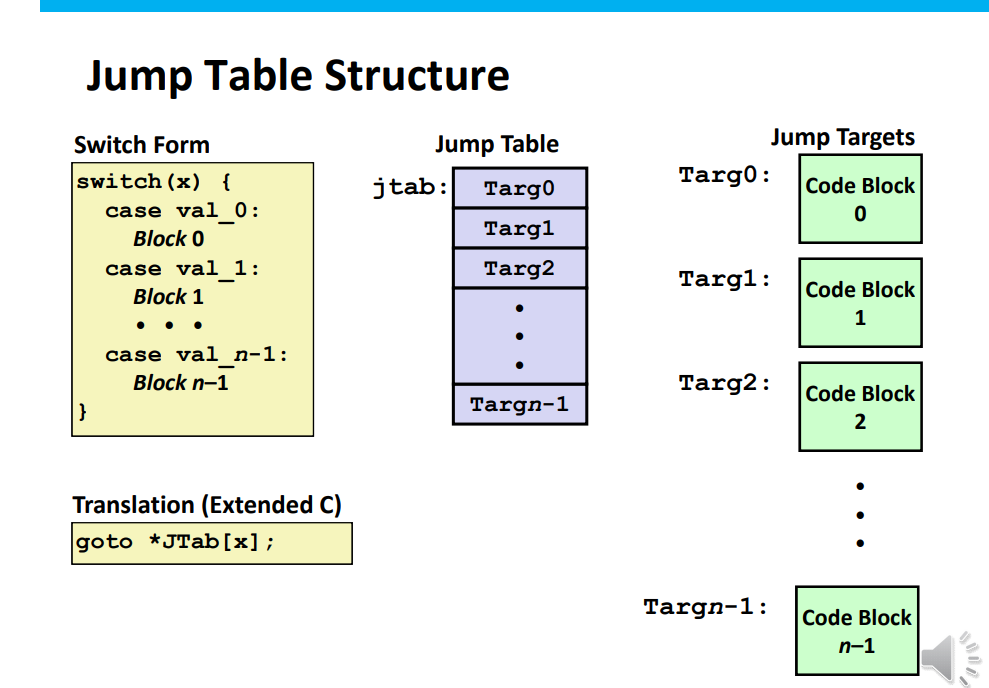 Jump Table Structure
Switch Form
switch(x) {
case val_0:
Block 0
case val_1:
Block 1
• • •
case val_n-1:
Block n–1
}
Translation (Extended C)
goto *JTab[x];
Jump Table
jtab:
Targ0
Targ1
Targ2
•
•
•
Targn-1
Jump Targets
Targ0:
Code Block
0
Targ1:
Code Block
1
Targ2:
Code Block
2
•
•
•
Targn-1:
Code Block
n–1